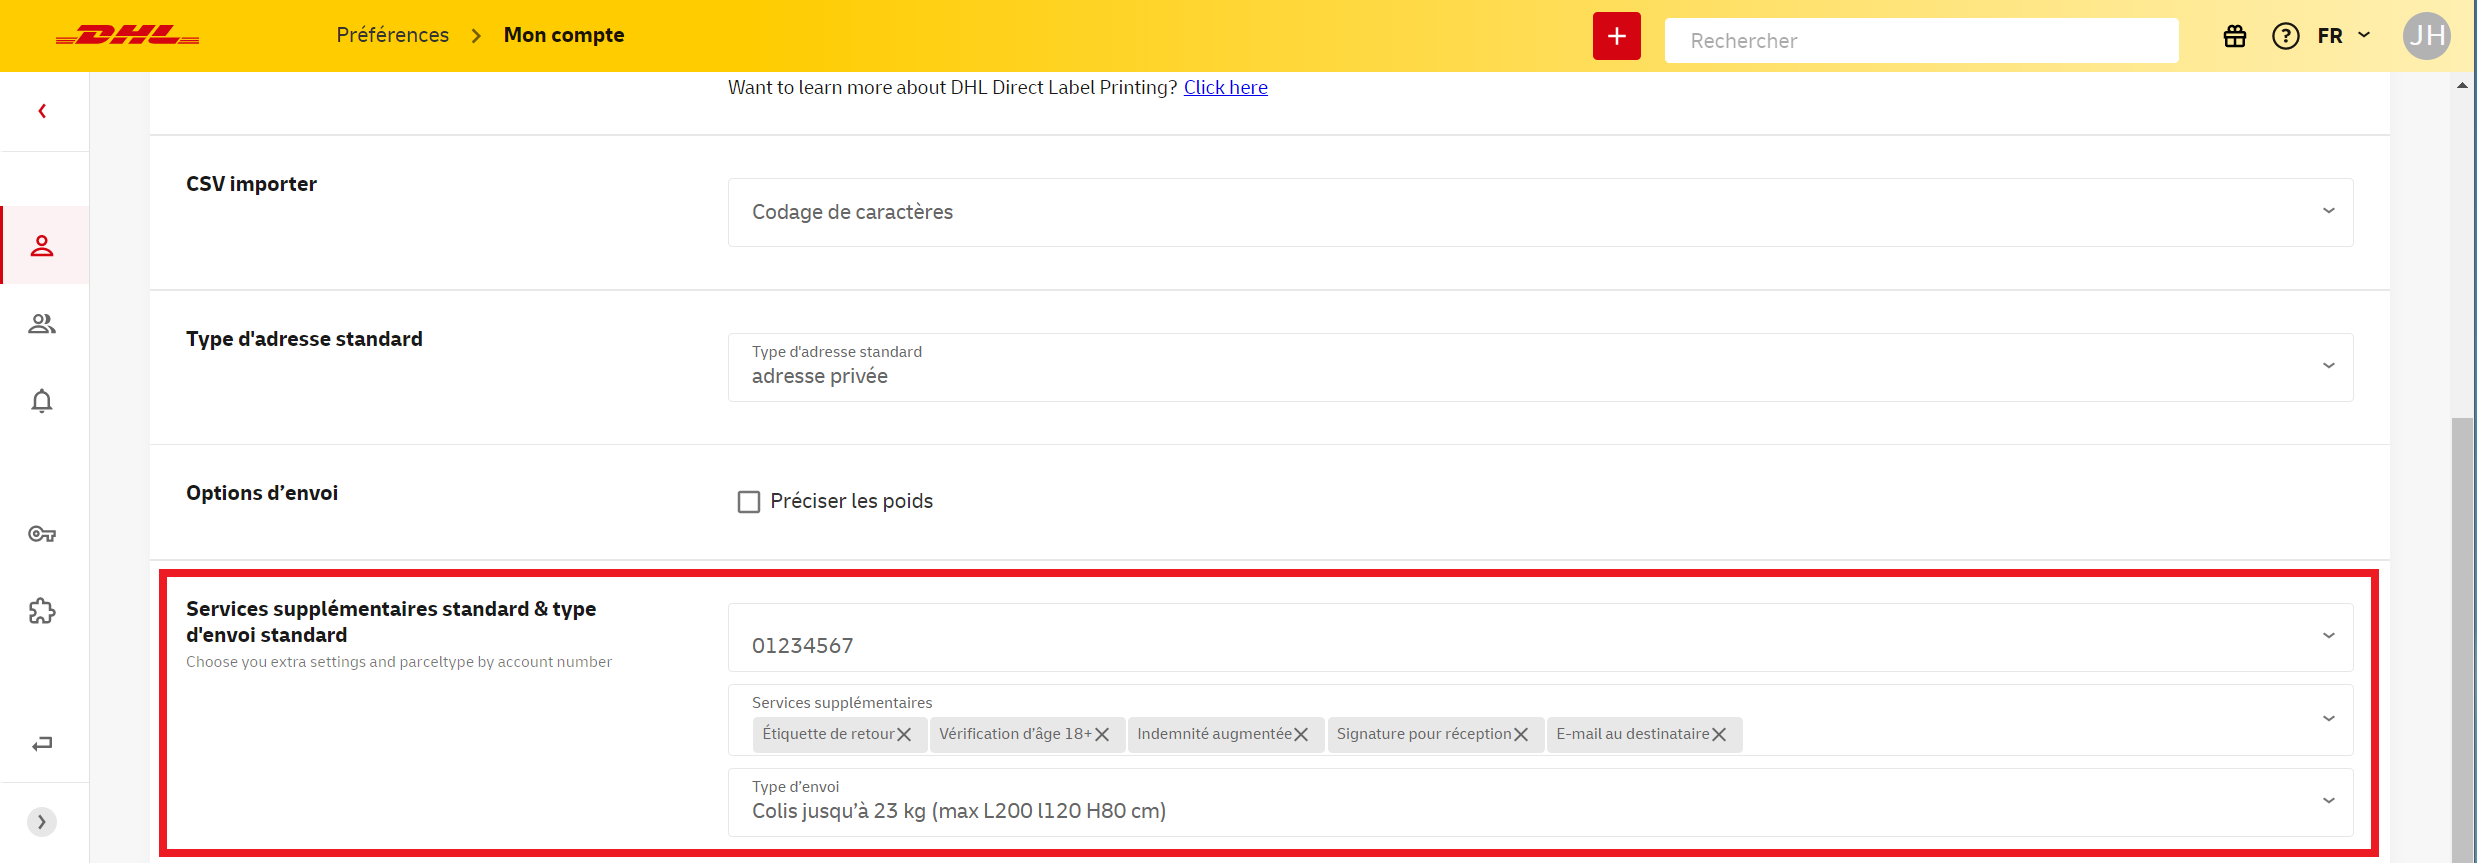 DHL
Préférences > Mon compte
+
Rechercher
FR
JH
Want to learn more about DHL Direct Label Printing? Click here
CSV importer
Codage de caractères
Type d'adresse standard
Type d'adresse standard
adresse privée
Options d’envoi
Préciser les poids
Services supplémentaires standard & type
d'envoi standard
Choose you extra settings and parceltype by account number
01234567
Services supplémentaires
Étiquette de retour Vérification d’âge 18+ Indemnité augmentée Signature pour réception E-mail au destinataire
Type d’envoi
Colis jusqu’à 23 kg (max L200 l120 H80 cm)